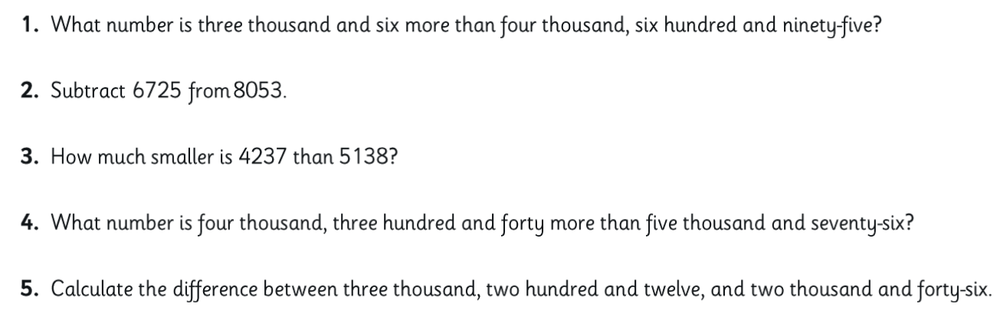 1. What number is three thousand and six more than four thousand, six hundred and ninety-five?
2. Subtract 6725 from 8053.
3. How much smaller is 4237 than 5138?
4. What number is four thousand, three hundred and forty more than five thousand and seventy-six?
5. Calculate the difference between three thousand, two hundred and twelve, and two thousand and forty-six.